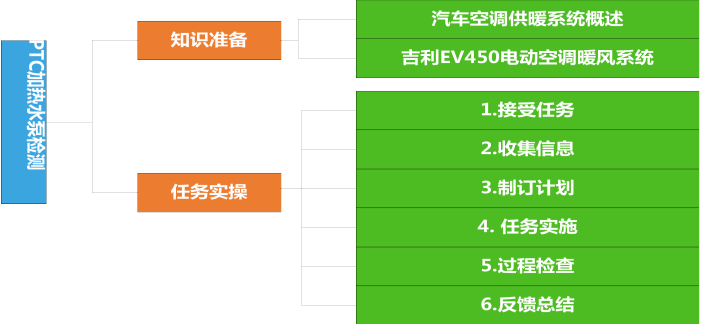 PTC加热水泵检测
知识准备
汽车空调供暖系统概述
吉利EV450电动空调暖风系统
任务实操
1.接受任务
2.收集信息
3.制订计划
4. 任务实施
5.过程检查
6.反馈总结